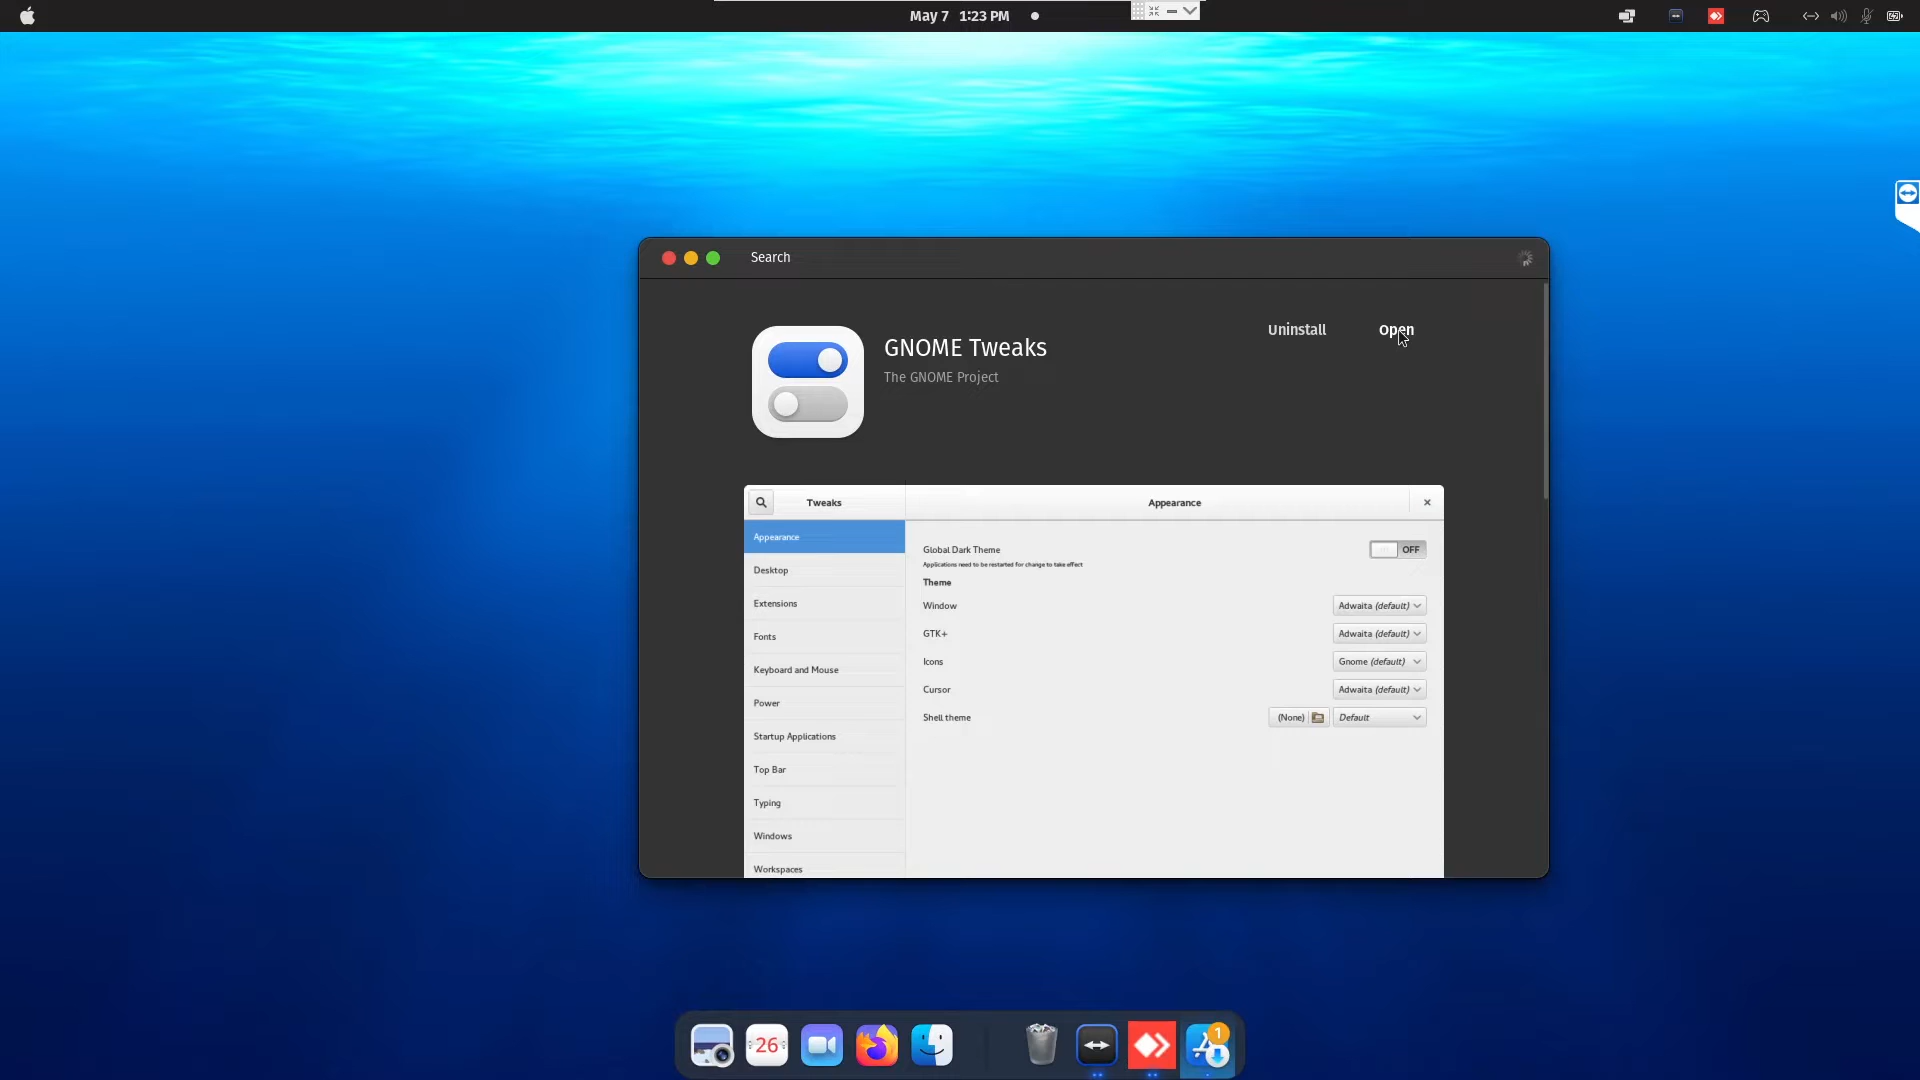 May 7 1:23 PM
Search
GNOME Tweaks
The GNOME Project
Uninstall Open
Tweaks
Appearance
Appearance
Desktop
Extensions
Fonts
Keyboard and Mouse
Power
Startup Applications
Top Bar
Typing
Windows
Workspaces
Global Dark Theme OFF
Applications need to be restarted for change to take effect
Theme
Window Adwaita (default)
GTK+ Adwaita (default)
Icons Gnome (default)
Cursor Adwaita (default)
Shell theme (None) Default
26
1